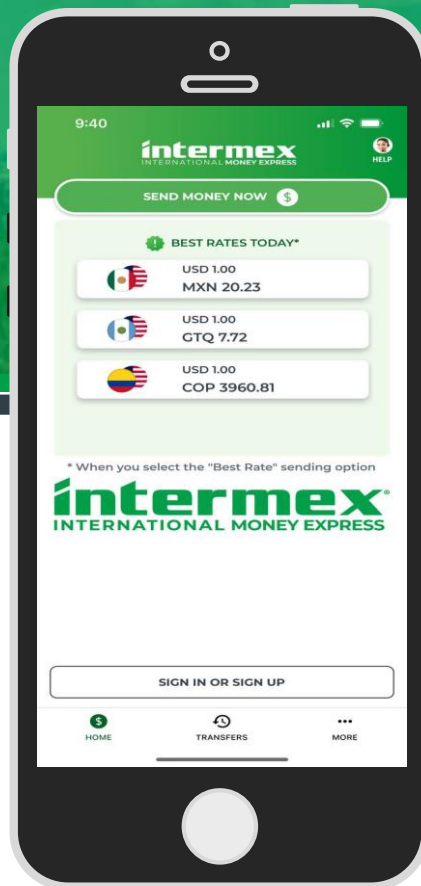 9:40
intermex
INTERNATIONAL MONEY EXPRESS
HELP
SEND MONEY NOW $
BEST RATES TODAY*
USD 1.00
MXN 20.23
USD 1.00
GTQ 7.72
USD 1.00
COP 3960.81
* When you select the "Best Rate" sending option
intermex®
INTERNATIONAL MONEY EXPRESS
SIGN IN OR SIGN UP
HOME
TRANSFERS
MORE